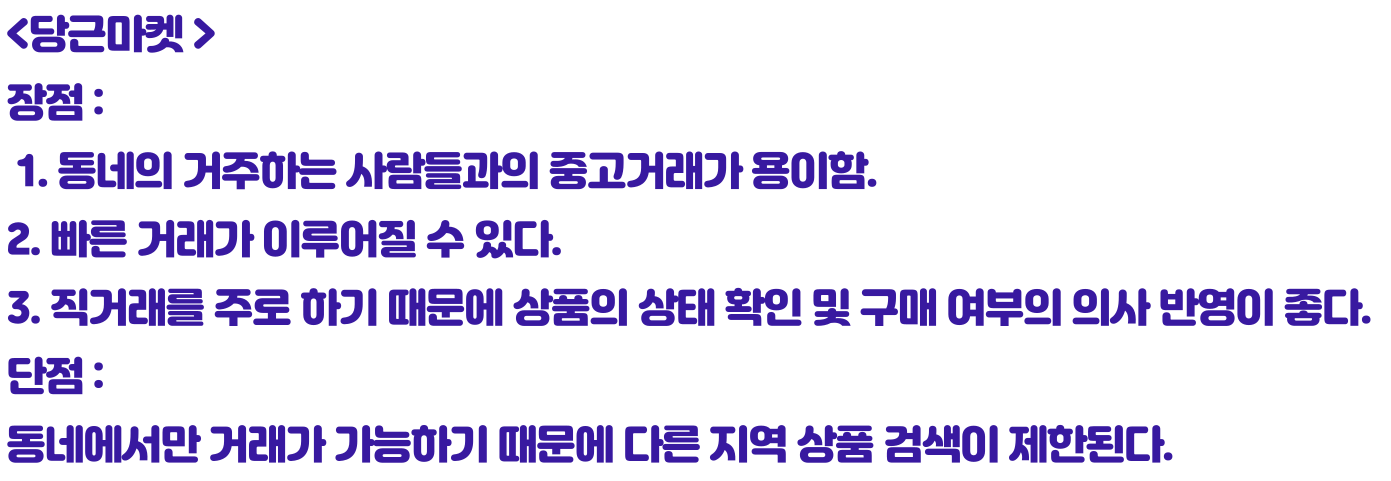 <당근마켓 >
장점 :
1. 동네의 거주하는 사람들과의 중고거래가 용이함.
2. 빠른 거래가 이루어질 수 있다.
3. 직거래를 주로 하기 때문에 상품의 상태 확인 및 구매 여부의 의사 반영이 좋다.
단점 :
동네에서만 거래가 가능하기 때문에 다른 지역 상품 검색이 제한된다.